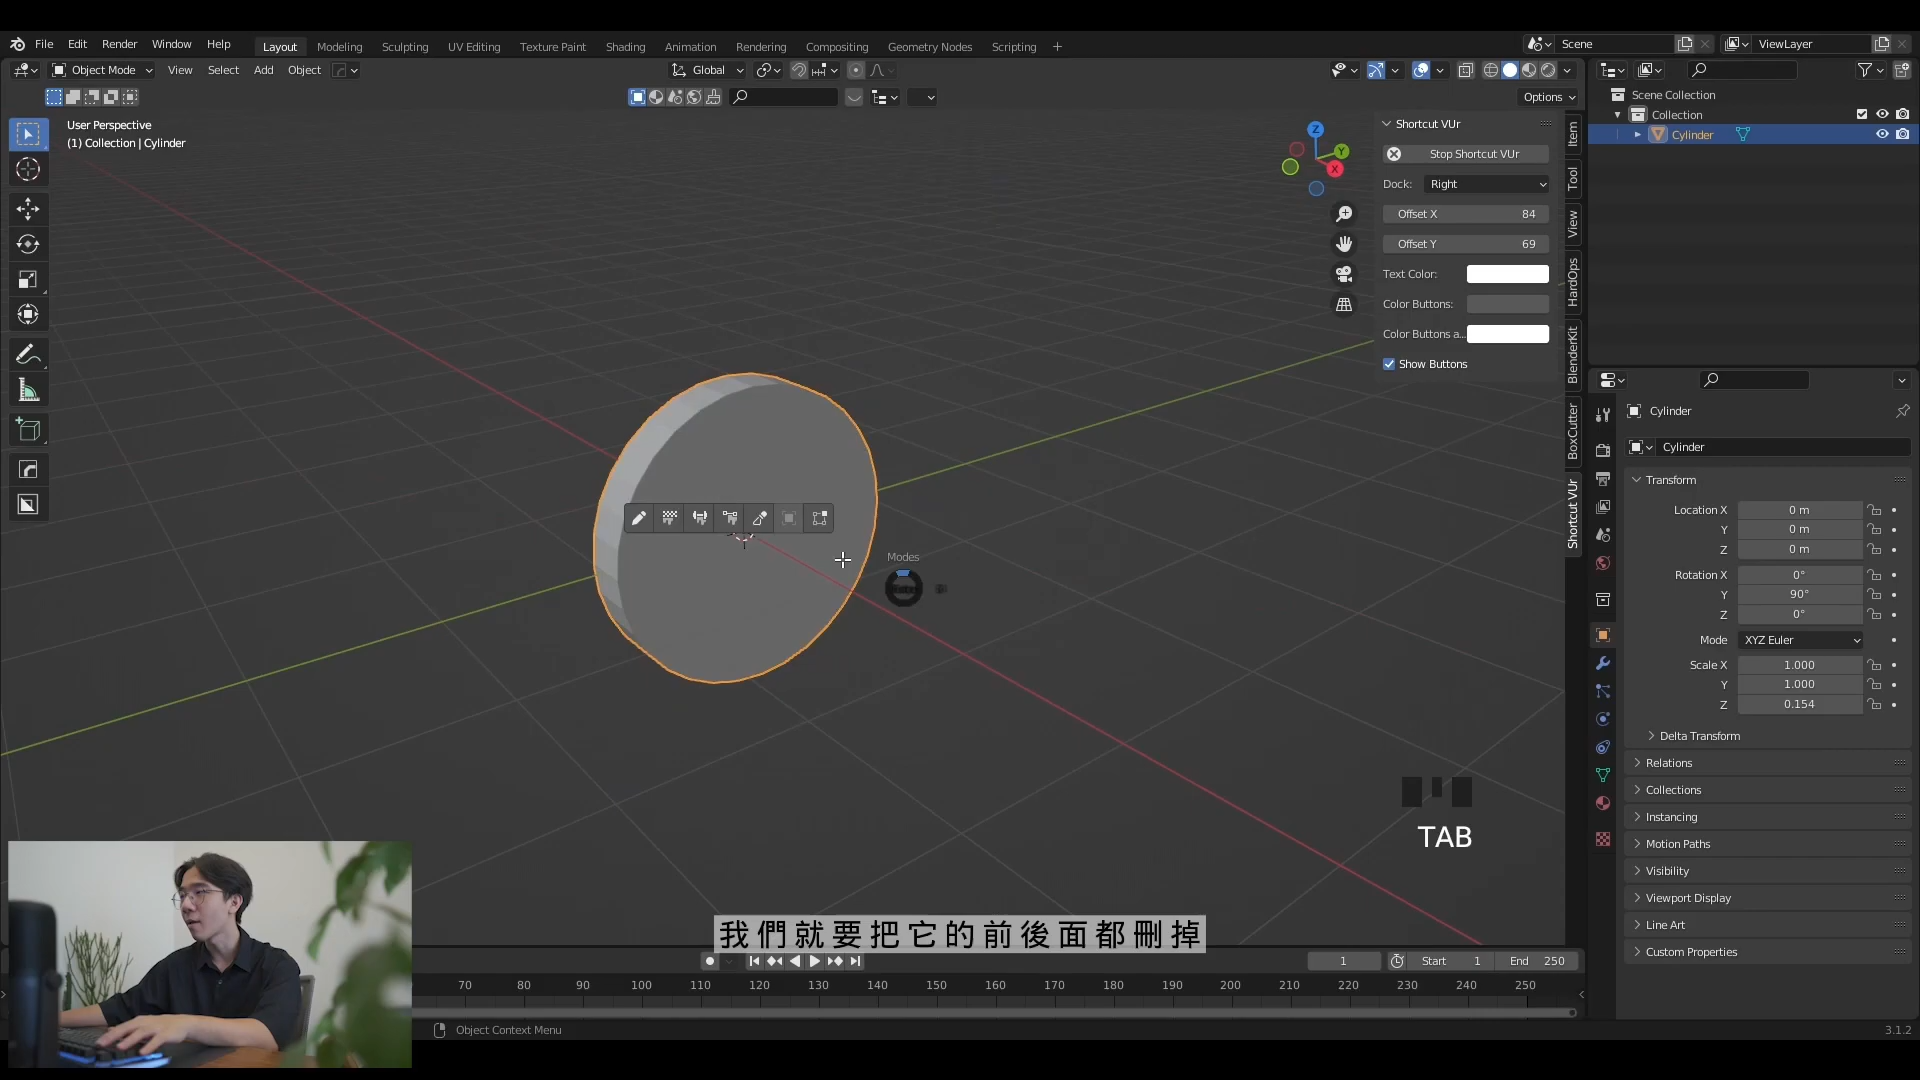 File Edit Render Window Help Layout Modeling Sculpting UV Editing Texture Paint Shading Animation Rendering Compositing Geometry Nodes Scripting + Scene ViewLayer
Object Mode View Select Add Object Global
Options
User Perspective
(1) Collection | Cylinder
Z
Y
X
Shortcut VUr
Stop Shortcut VUr
Dock: Right
Offset X 84
Offset Y 69
Text Color:
Color Buttons:
Color Buttons a..
Show Buttons
Item
Tool
View
HardOps
BlenderKit
BoxCutter
Shortcut VUr
Scene Collection
Collection
Cylinder
Cylinder
Cylinder
Transform
Location X 0 m
Y 0 m
Z 0 m
Rotation X 0°
Y 90°
Z 0°
Mode XYZ Euler
Scale X 1.000
Y 1.000
Z 0.154
Delta Transform
Relations
Collections
Instancing
Motion Paths
Visibility
Viewport Display
Line Art
Custom Properties
Modes
TAB
我們就要把它的前後面都刪掉
1 Start 1 End 250
70 80 90 100 110 120 130 140 150 160 170 180 190 200 210 220 230 240 250
Object Context Menu
3.1.2